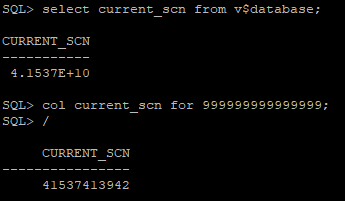 SQL> select current_scn from v$database;
CURRENT_SCN
-----------
4.1537E+10
SQL> col current_scn for 999999999999999;
SQL> /
CURRENT_SCN
----------------
41537413942